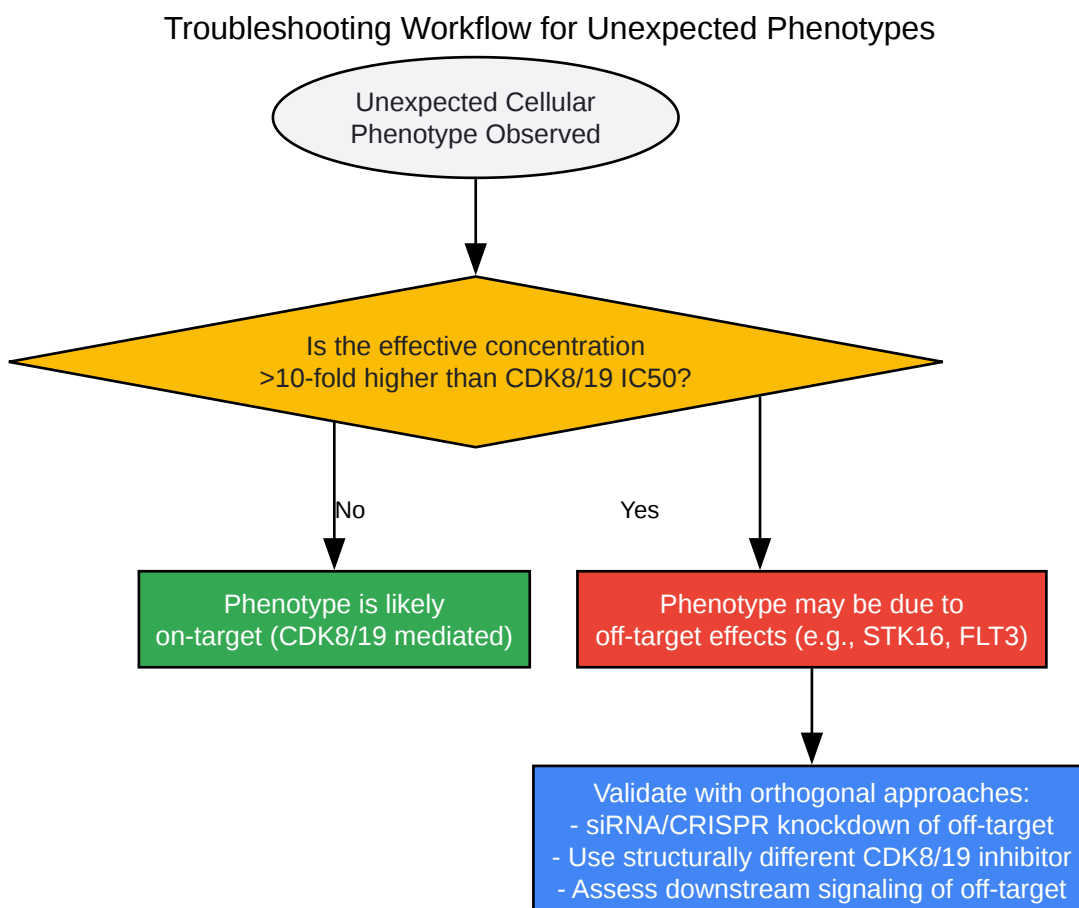 Troubleshooting Workflow for Unexpected Phenotypes
Unexpected Cellular
Phenotype Observed
Is the effective concentration
>10-fold higher than CDK8/19 IC50?
No
Yes
Phenotype is likely
on-target (CDK8/19 mediated)
Phenotype may be due to
off-target effects (e.g., STK16, FLT3)
Validate with orthogonal approaches:
- siRNA/CRISPR knockdown of off-target
- Use structurally different CDK8/19 inhibitor
- Assess downstream signaling of off-target